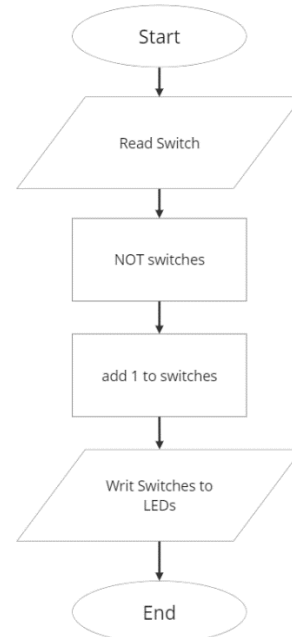 Start
Read Switch
NOT switches
add 1 to switches
Writ Switches to
LEDs
End